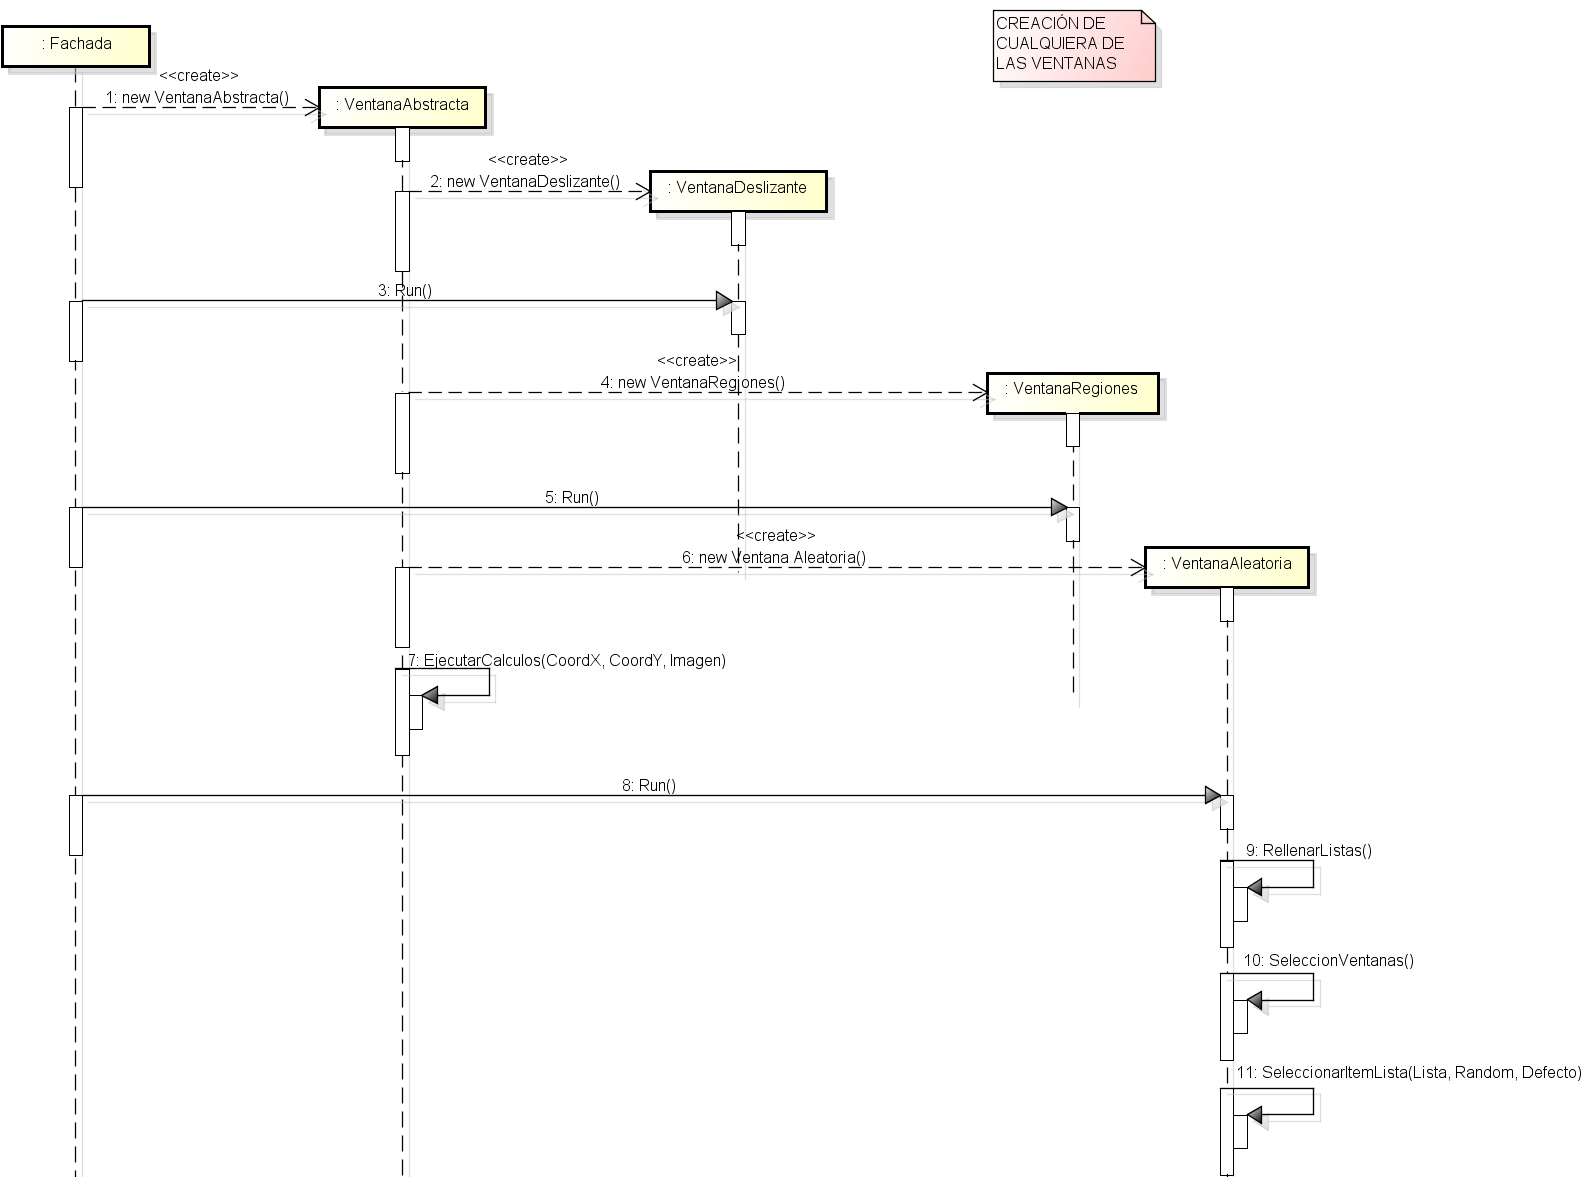 CREACIÓN DE
CUALQUIERA DE
LAS VENTANAS
: Fachada
<<create>>
1: new VentanaAbstracta()
: VentanaAbstracta
<<create>>
2: new VentanaDeslizante()
: VentanaDeslizante
3: Run()
<<create>>
4: new VentanaRegiones()
: VentanaRegiones
5: Run()
<<create>>
6: new Ventana Aleatoria()
: VentanaAleatoria
7: EjecutarCalculos(CoordX, CoordY, Imagen)
8: Run()
9: RellenarListas()
10: SeleccionVentanas()
11: SeleccionarItemLista(Lista, Random, Defecto)